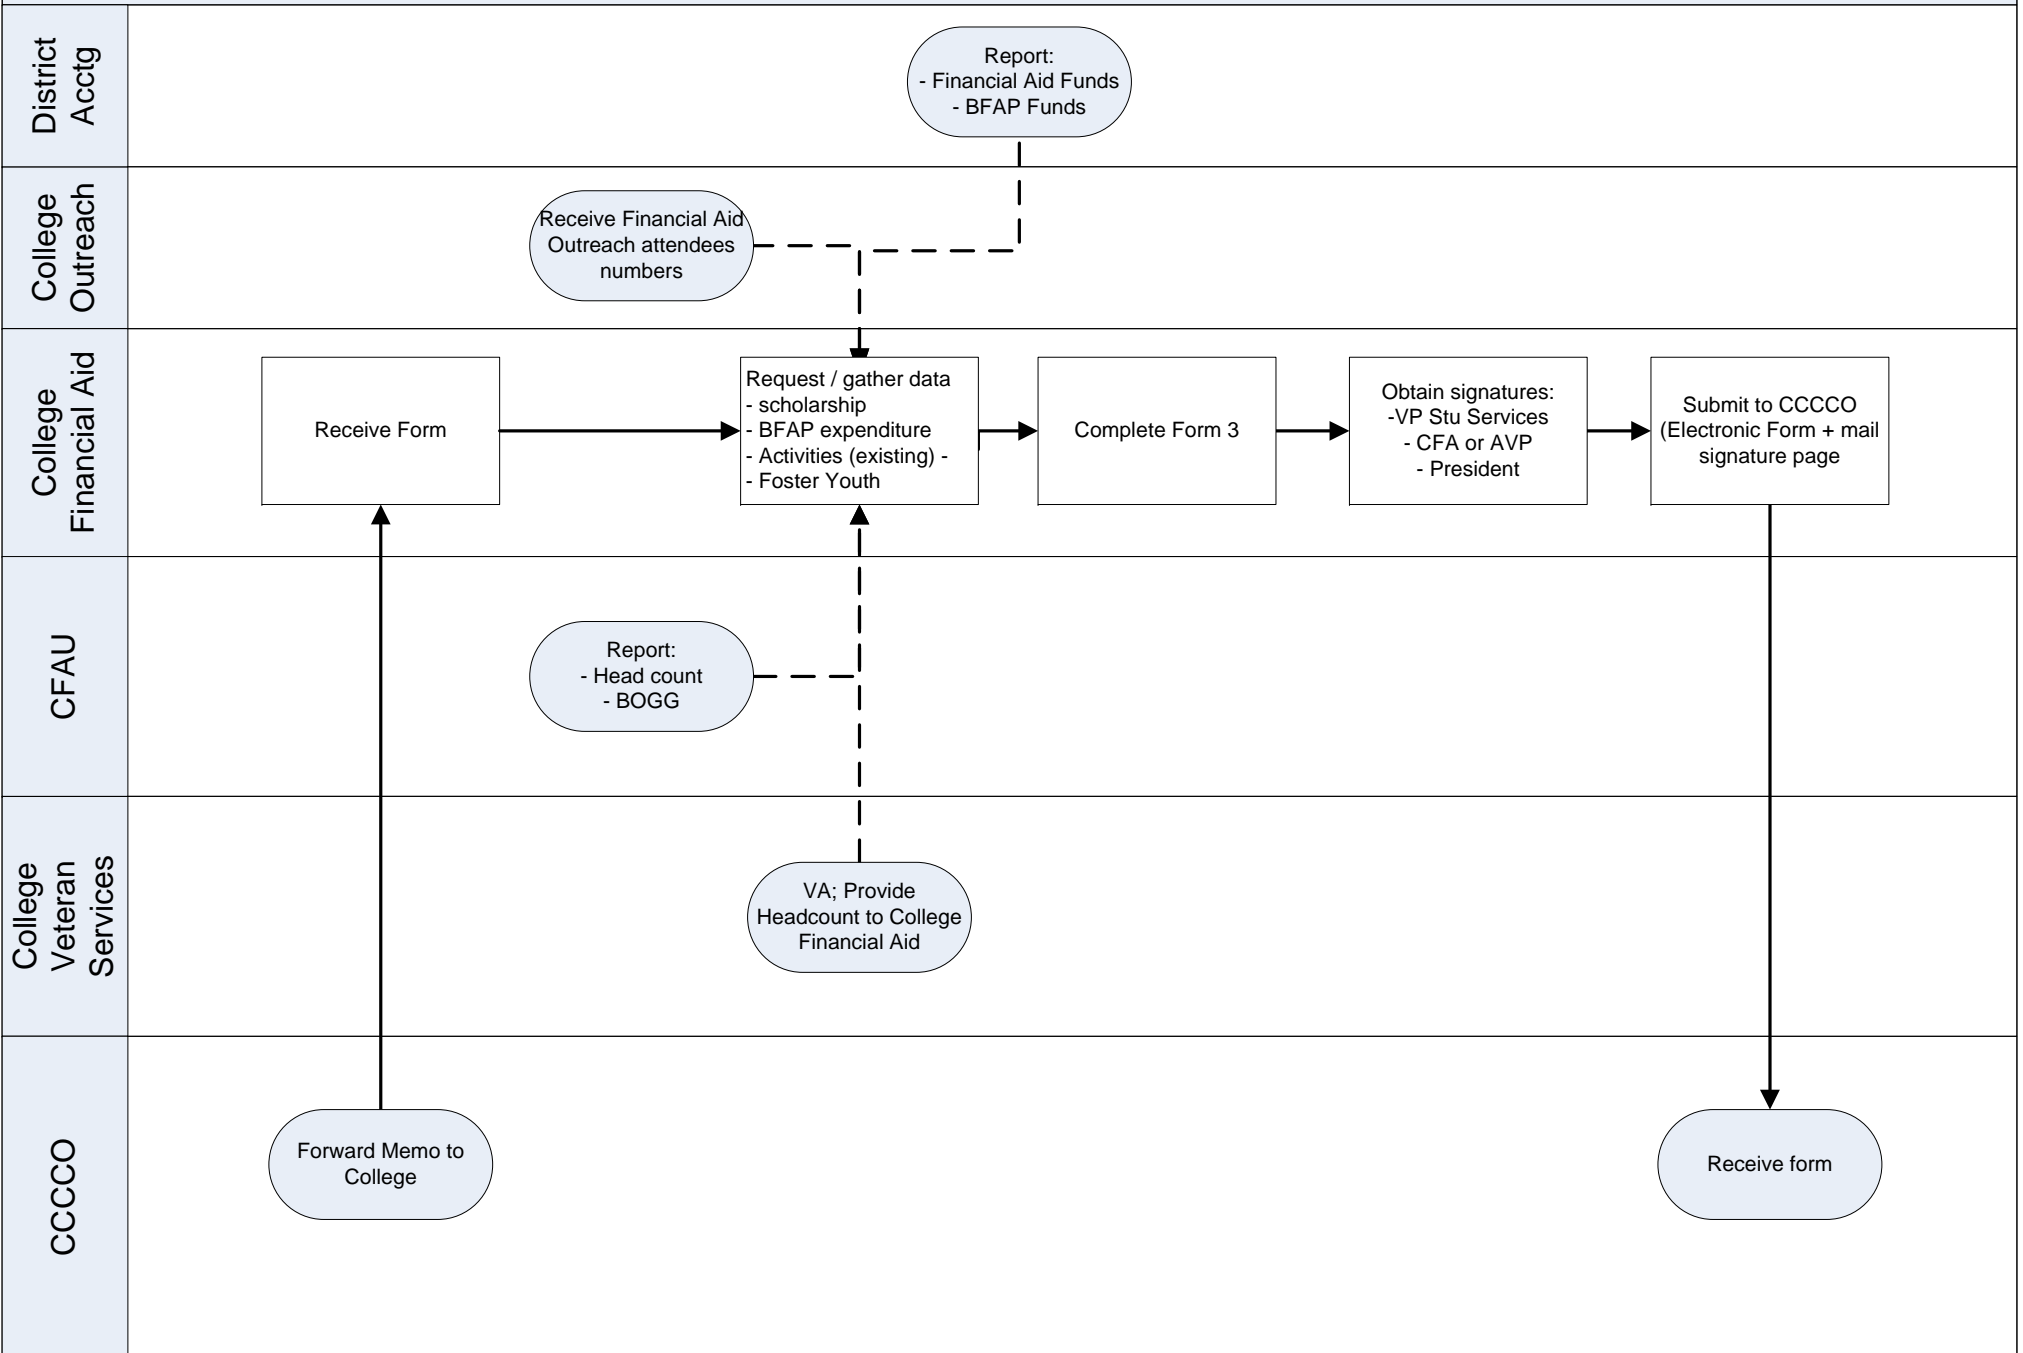 District
Acctg
Report:
- Financial Aid Funds
- BFAP Funds
College
Outreach
Receive Financial Aid
Outreach attendees
numbers
College
Financial Aid
Receive Form
Request / gather data
- scholarship
- BFAP expenditure
- Activities (existing) -
- Foster Youth
Complete Form 3
Obtain signatures:
-VP Stu Services
- CFA or AVP
- President
Submit to CCCCO
(Electronic Form + mail
signature page
CFAU
Report:
- Head count
- BOGG
College
Veteran
Services
VA; Provide
Headcount to College
Financial Aid
CCCCO
Forward Memo to
College
Receive form